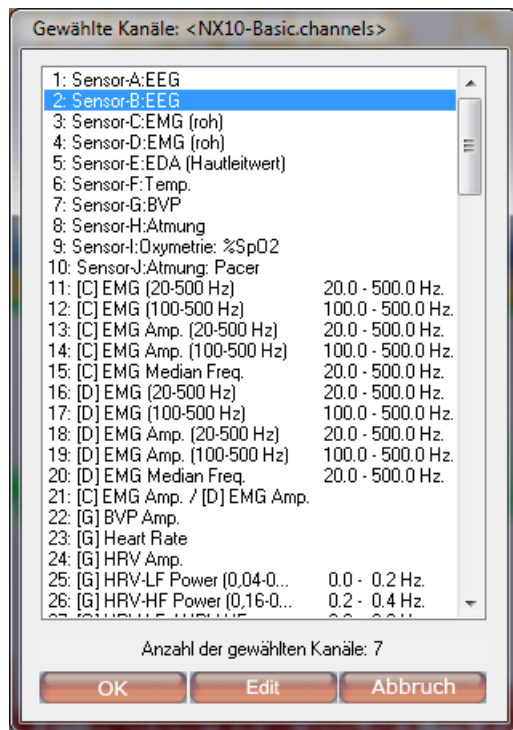 Gewählte Kanäle: <NX10-Basic.channels>
1: Sensor-A:EEG
2: Sensor-B:EEG
3: Sensor-C:EMG (roh)
4: Sensor-D:EMG (roh)
5: Sensor-E:EDA (Hautleitwert)
6: Sensor-F:Temp.
7: Sensor-G:BVP
8: Sensor-H:Atmung
9: Sensor-I:Oxymetrie: %SpO2
10: Sensor-J:Atmung: Pacer
11: [C] EMG (20-500 Hz) 20.0 - 500.0 Hz.
12: [C] EMG (100-500 Hz) 100.0 - 500.0 Hz.
13: [C] EMG Amp. (20-500 Hz) 20.0 - 500.0 Hz.
14: [C] EMG Amp. (100-500 Hz) 100.0 - 500.0 Hz.
15: [C] EMG Median Freq. 20.0 - 500.0 Hz.
16: [D] EMG (20-500 Hz) 20.0 - 500.0 Hz.
17: [D] EMG (100-500 Hz) 100.0 - 500.0 Hz.
18: [D] EMG Amp. (20-500 Hz) 20.0 - 500.0 Hz.
19: [D] EMG Amp. (100-500 Hz) 100.0 - 500.0 Hz.
20: [D] EMG Median Freq. 20.0 - 500.0 Hz.
21: [C] EMG Amp. / [D] EMG Amp.
22: [G] BVP Amp.
23: [G] Heart Rate
24: [G] HRV Amp.
25: [G] HRV-LF Power (0,04-0... 0.0 - 0.2 Hz.
26: [G] HRV-HF Power (0,16-0... 0.2 - 0.4 Hz.
Anzahl der gewählten Kanäle: 7
OK Edit Abbruch